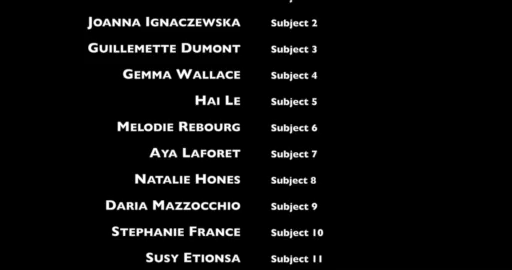 Joanna Ignaczewska Subject 2
Guillemette Dumont Subject 3
Gemma Wallace Subject 4
Hai Le Subject 5
Melodie Rebourg Subject 6
Aya Laforet Subject 7
Natalie Hones Subject 8
Daria Mazzocchio Subject 9
Stephanie France Subject 10
Susy Etionsa Subject 11